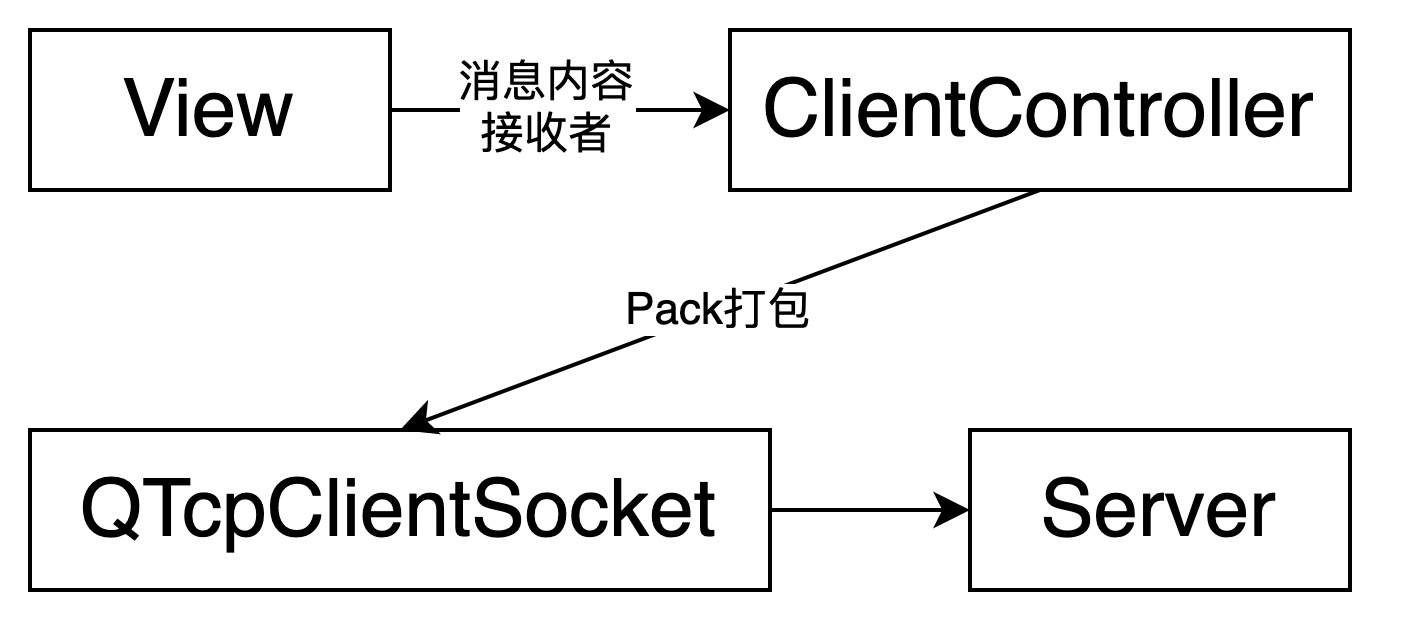 View
消息内容
接收者
ClientController
Pack打包
QTcpClientSocket
Server